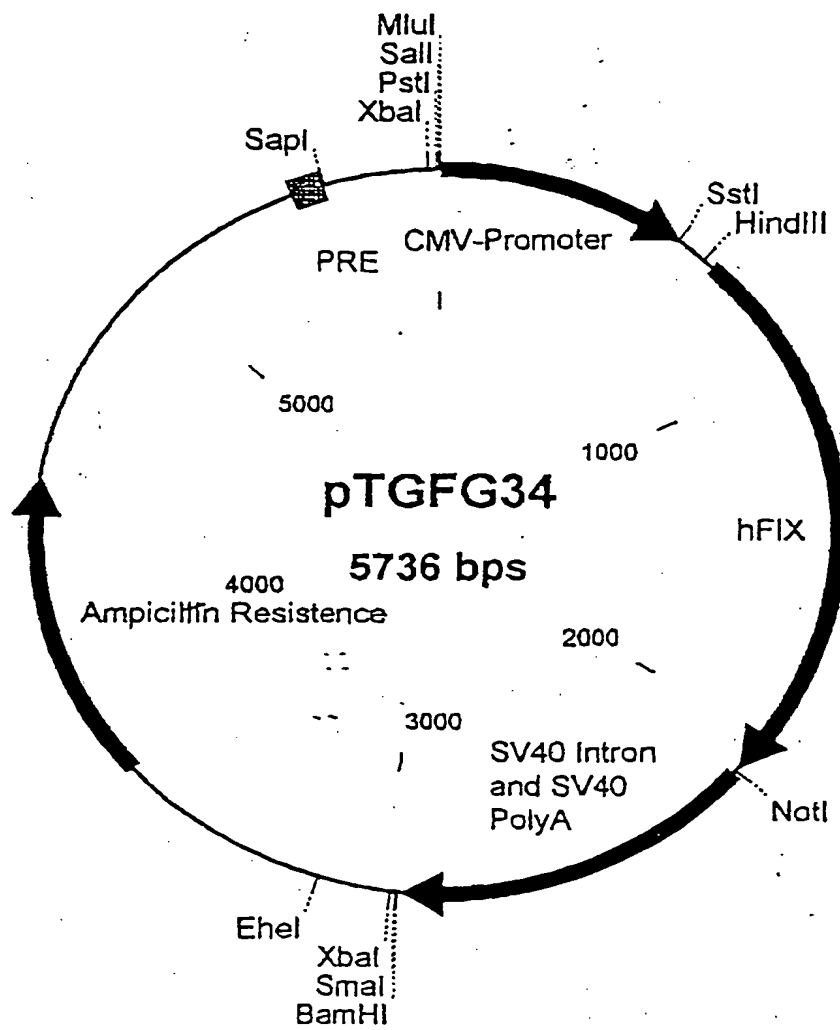 MluI
SalI
PstI
XbaI
SapI
SstI
HindIII
CMV-Promoter
PRE
5000
1000
pTGFG34
hFIX
5736 bps
4000
Ampicillin Resistence
2000
3000
SV40 Intron
and SV40
PolyA
NotI
EheI
XbaI
SmaI
BamHI